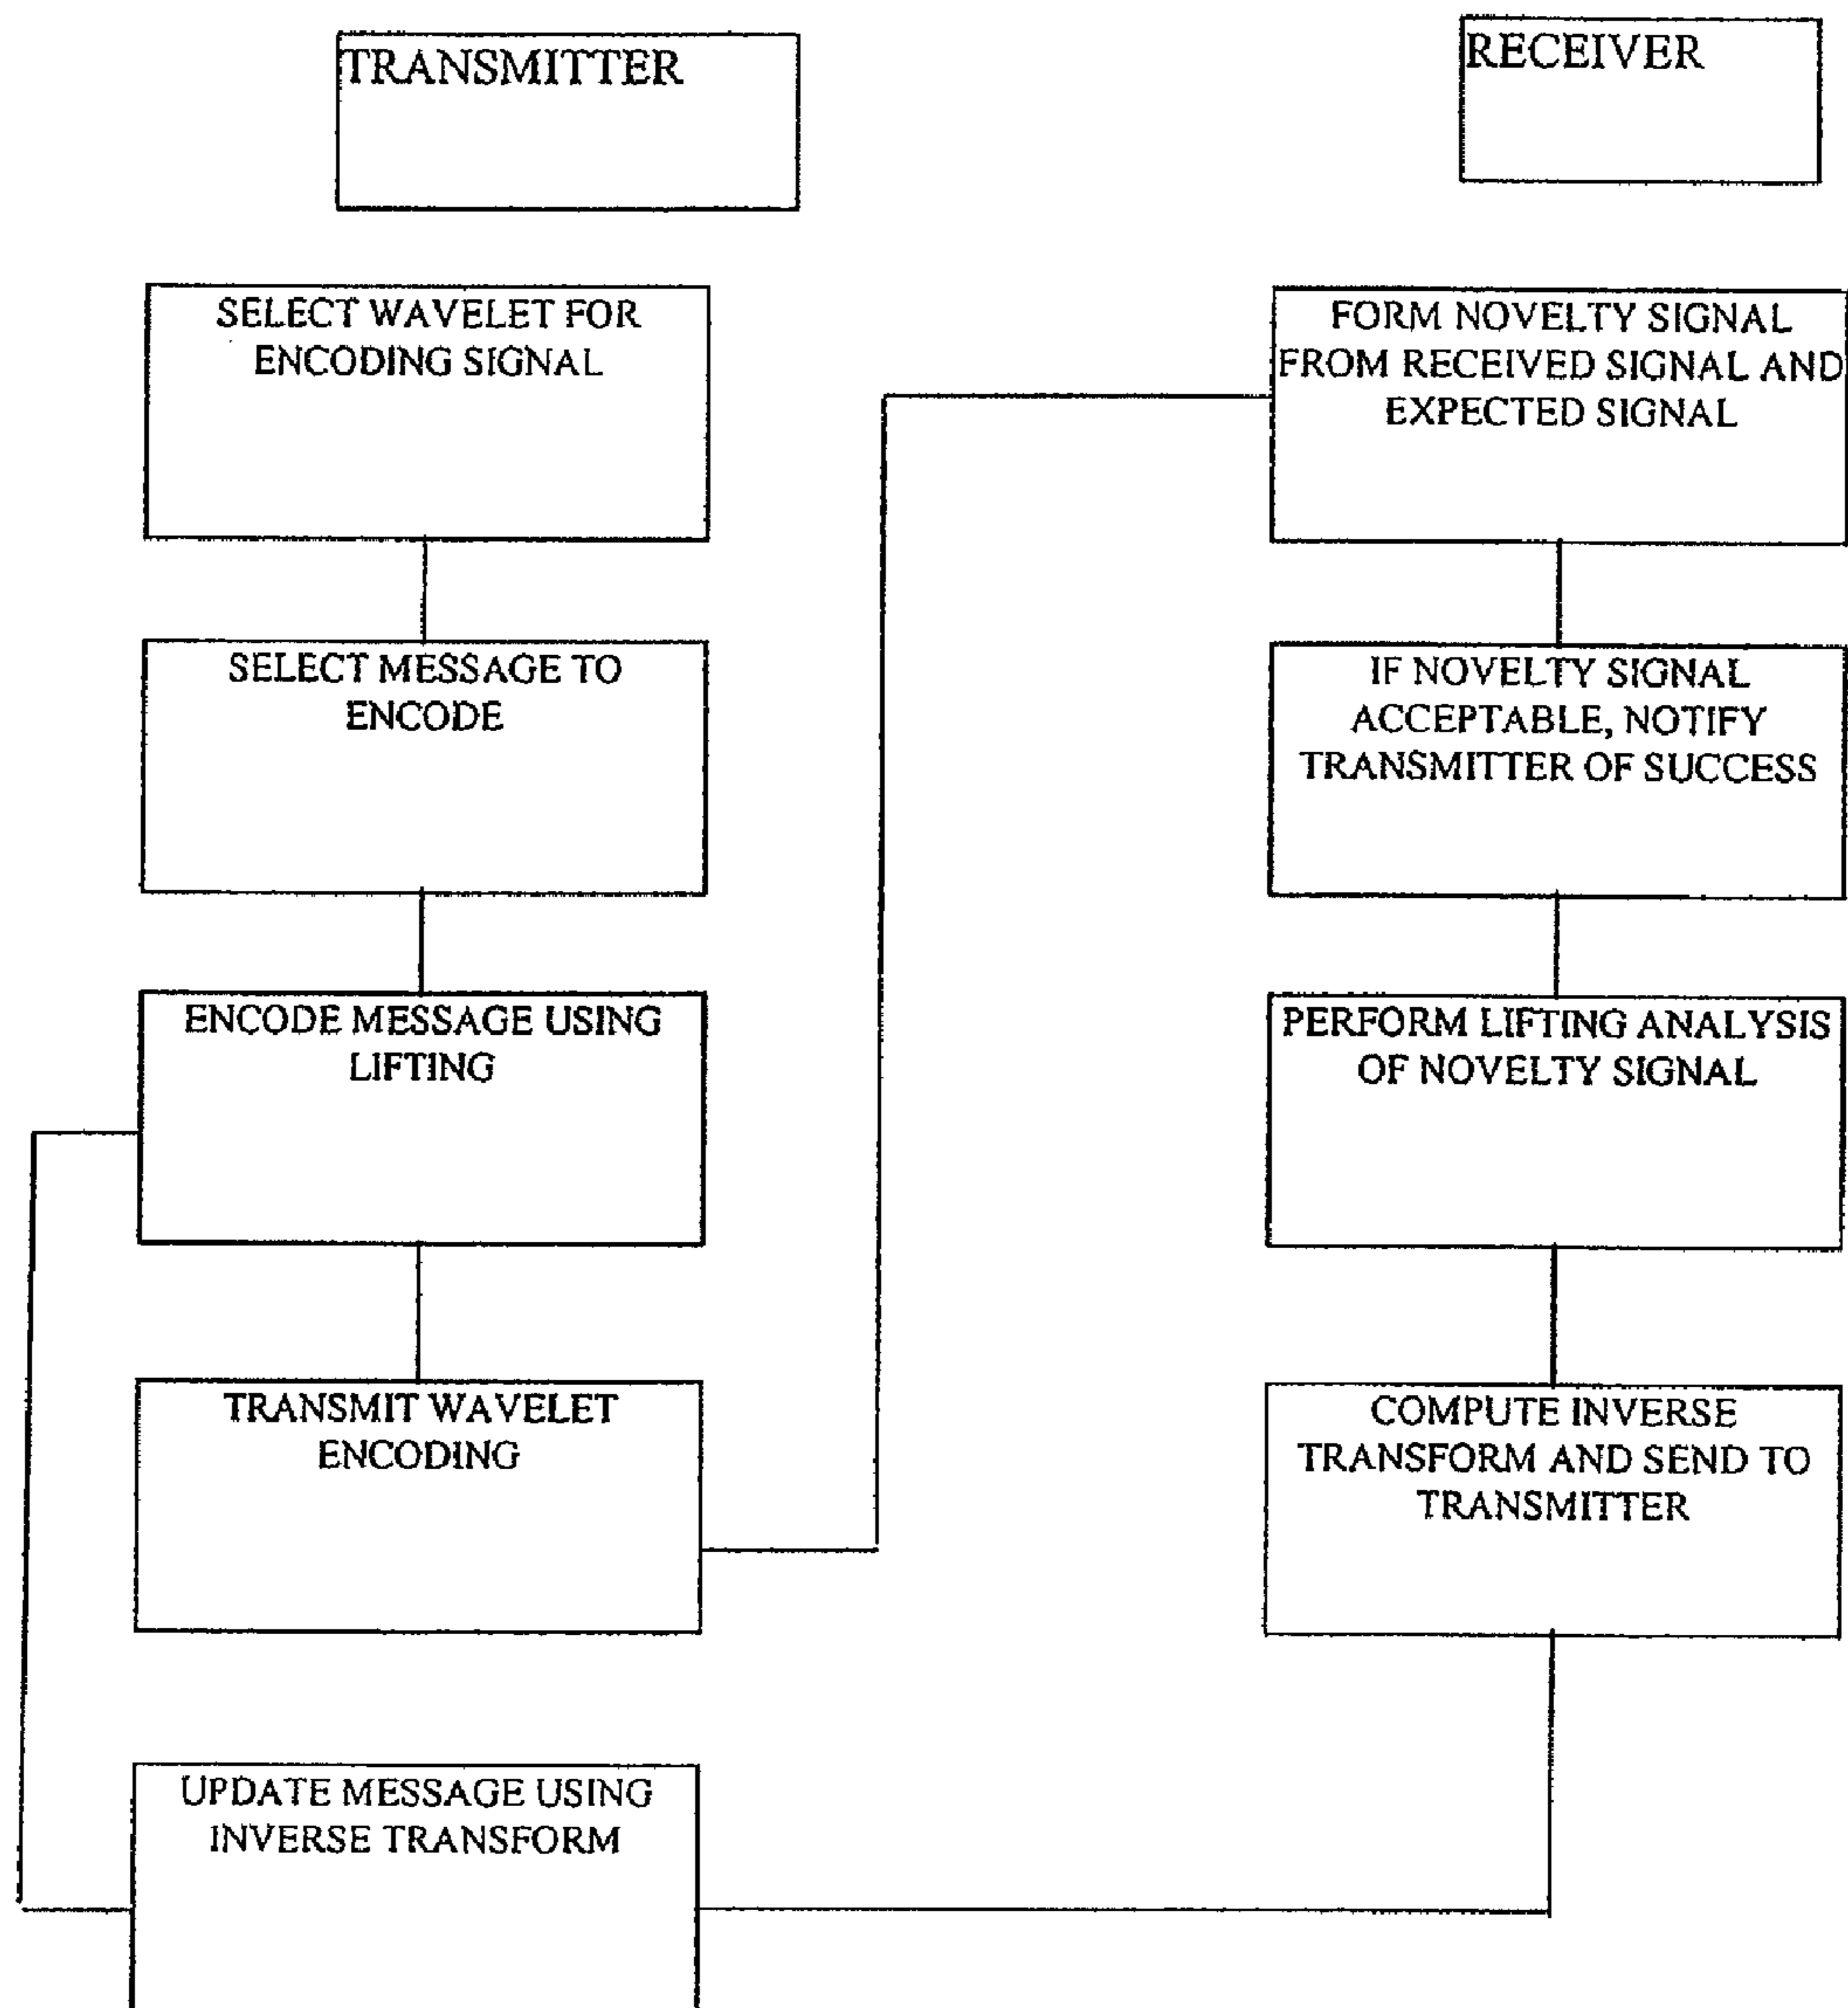 TRANSMITTER
RECEIVER
SELECT WAVELET FOR
ENCODING SIGNAL
SELECT MESSAGE TO
ENCODE
ENCODE MESSAGE USING
LIFTING
TRANSMIT WAVELET
ENCODING
UPDATE MESSAGE USING
INVERSE TRANSFORM
FORM NOVELTY SIGNAL
FROM RECEIVED SIGNAL AND
EXPECTED SIGNAL
IF NOVELTY SIGNAL
ACCEPTABLE, NOTIFY
TRANSMITTER OF SUCCESS
PERFORM LIFTING ANALYSIS
OF NOVELTY SIGNAL
COMPUTE INVERSE
TRANSFORM AND SEND TO
TRANSMITTER